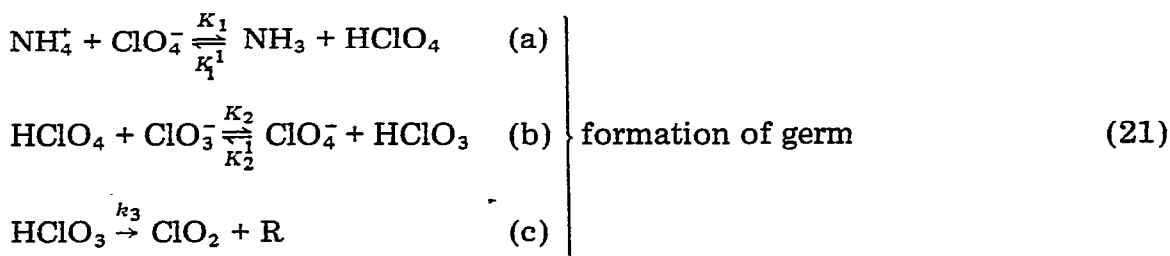 NH₄⁺ + ClO₄⁻ ⇌ NH₃ + HClO₄ (a) K₁ K₁¹
HClO₄ + ClO₃⁻ ⇌ ClO₄⁻ + HClO₃ (b) K₂ K₂¹ formation of germ (21)
HClO₃ → ClO₂ + R (c) k₃